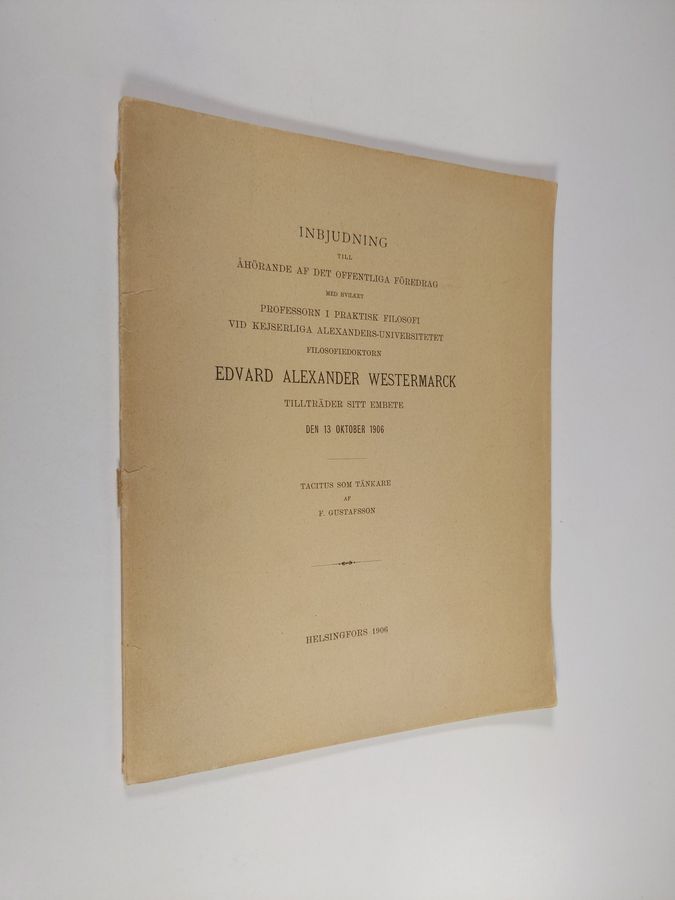 INBJUDNING
TILL
ÅHÖRANDE AF DET OFFENTLIGA FÖREDRAG
MED HVILKET
PROFESSORN I PRAKTISK FILOSOFI
VID KEJSERLIGA ALEXANDERS-UNIVERSITETET
FILOSOFIEDOKTORN
EDVARD ALEXANDER WESTERMARCK
TILLTRÄDER SITT EMBETE
DEN 13 OKTOBER 1906
TACITUS SOM TÄNKARE
AF
F. GUSTAFSSON
HELSINGFORS 1906